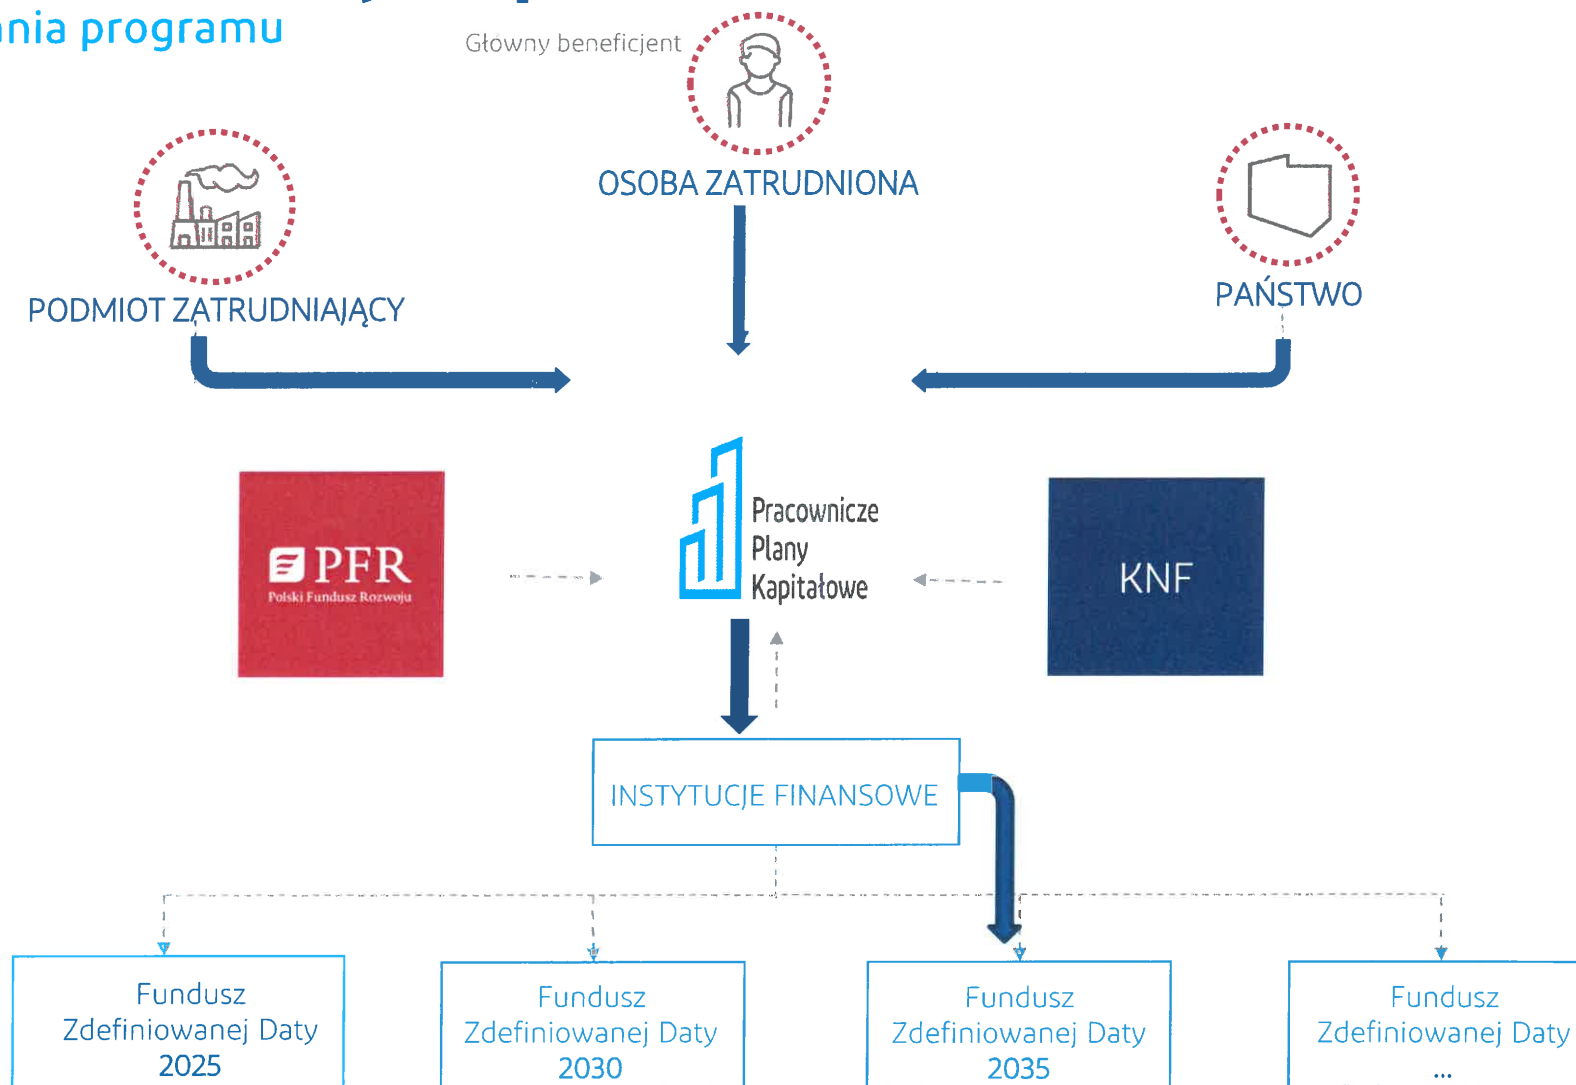 ania programu
Główny beneficjent
OSOBA ZATRUDNIONA
PODMIOT ZATRUDNIAJĄCY
PAŃSTWO
PFR
Polski Fundusz Rozwoju
Pracownicze
Plany
Kapitałowe
KNF
INSTYTUCJE FINANSOWE
Fundusz
Zdefiniowanej Daty
2025
Fundusz
Zdefiniowanej Daty
2030
Fundusz
Zdefiniowanej Daty
2035
Fundusz
Zdefiniowanej Daty
...